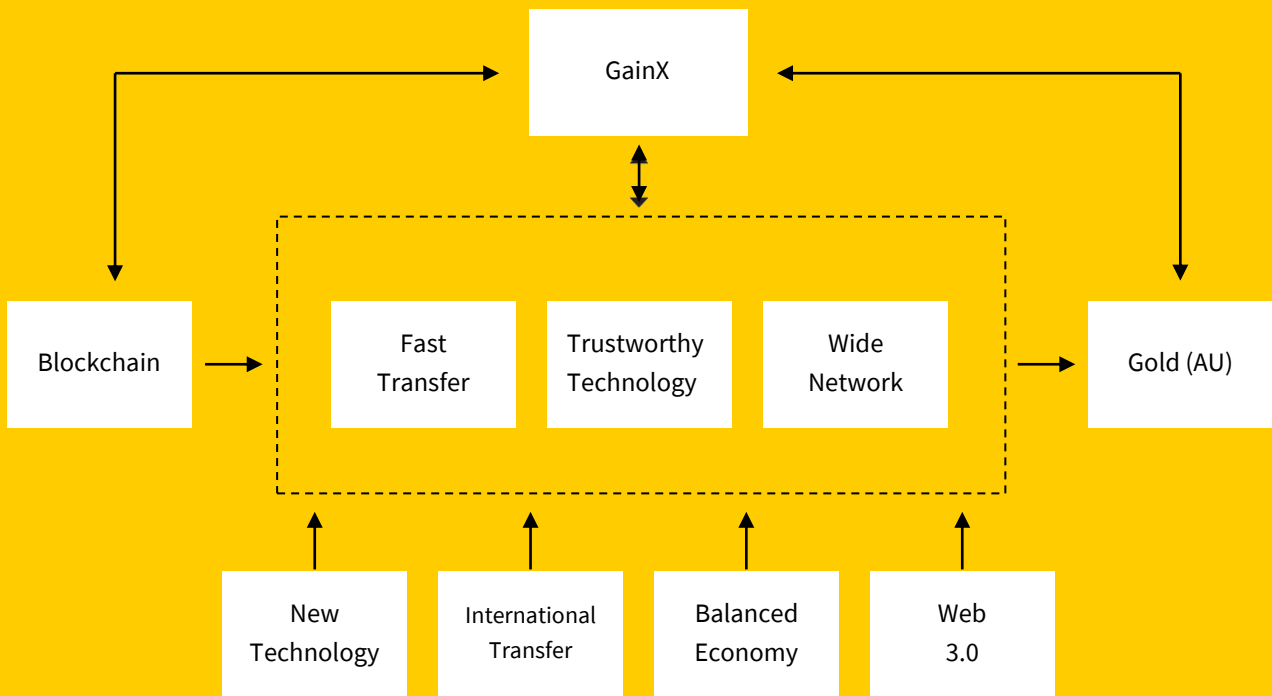 GainX
Blockchain
Fast
Transfer
Trustworthy
Technology
Wide
Network
Gold (AU)
New
Technology
International
Transfer
Balanced
Economy
Web
3.0